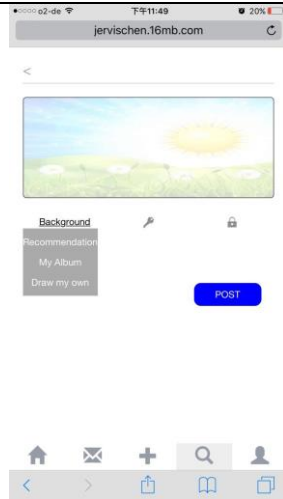 o2-de 下午11:49 20%
jervischen.16mb.com
<
Background
Recommendation
My Album
Draw my own
POST